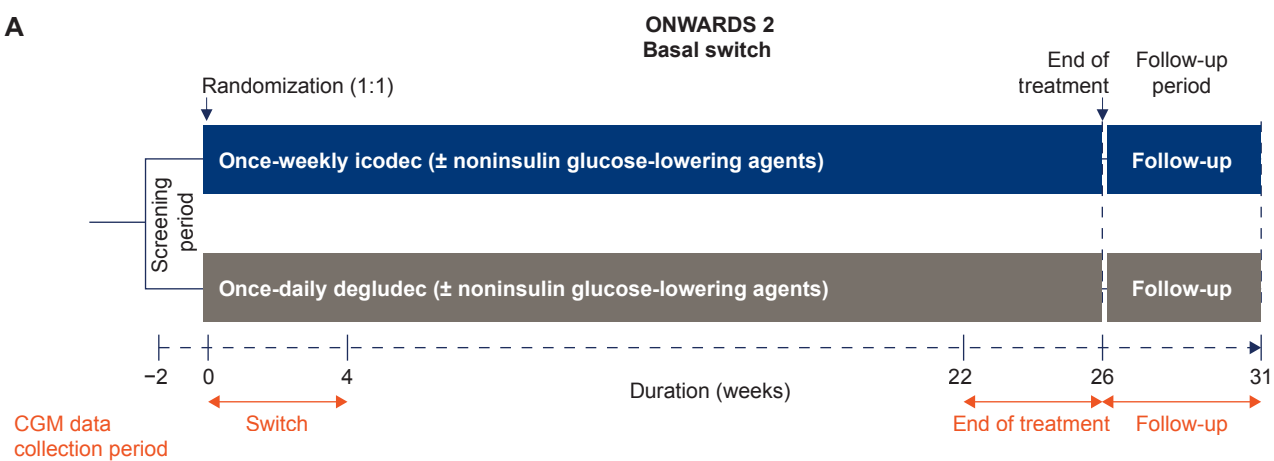 A
ONWARDS 2
Basal switch
Randomization (1:1)
End of
treatment
Follow-up
period
Screening
period
Once-weekly icodec (± noninsulin glucose-lowering agents)
Follow-up
Once-daily degludec (± noninsulin glucose-lowering agents)
Follow-up
−2
0
4
22
26
31
Duration (weeks)
CGM data
collection period
Switch
End of treatment
Follow-up